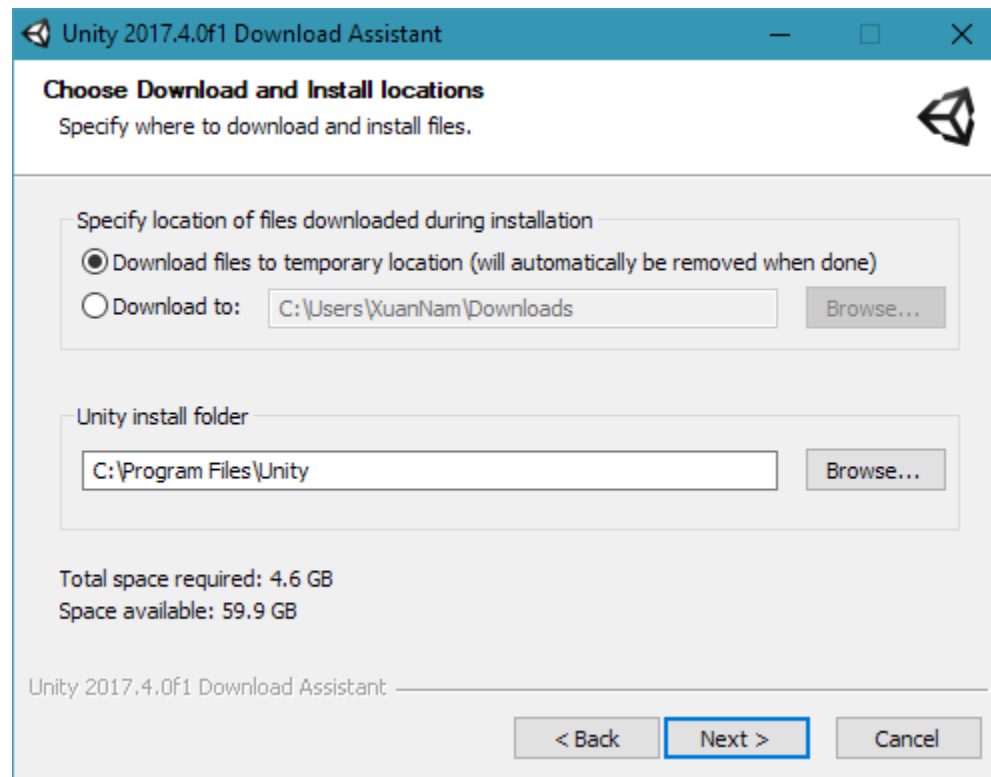 Unity 2017.4.0f1 Download Assistant
Choose Download and Install locations
Specify where to download and install files.
Specify location of files downloaded during installation
Download files to temporary location (will automatically be removed when done)
Download to: C:\Users\XuanNam\Downloads Browse...
Unity install folder
C:\Program Files\Unity Browse...
Total space required: 4.6 GB
Space available: 59.9 GB
Unity 2017.4.0f1 Download Assistant
< Back Next > Cancel